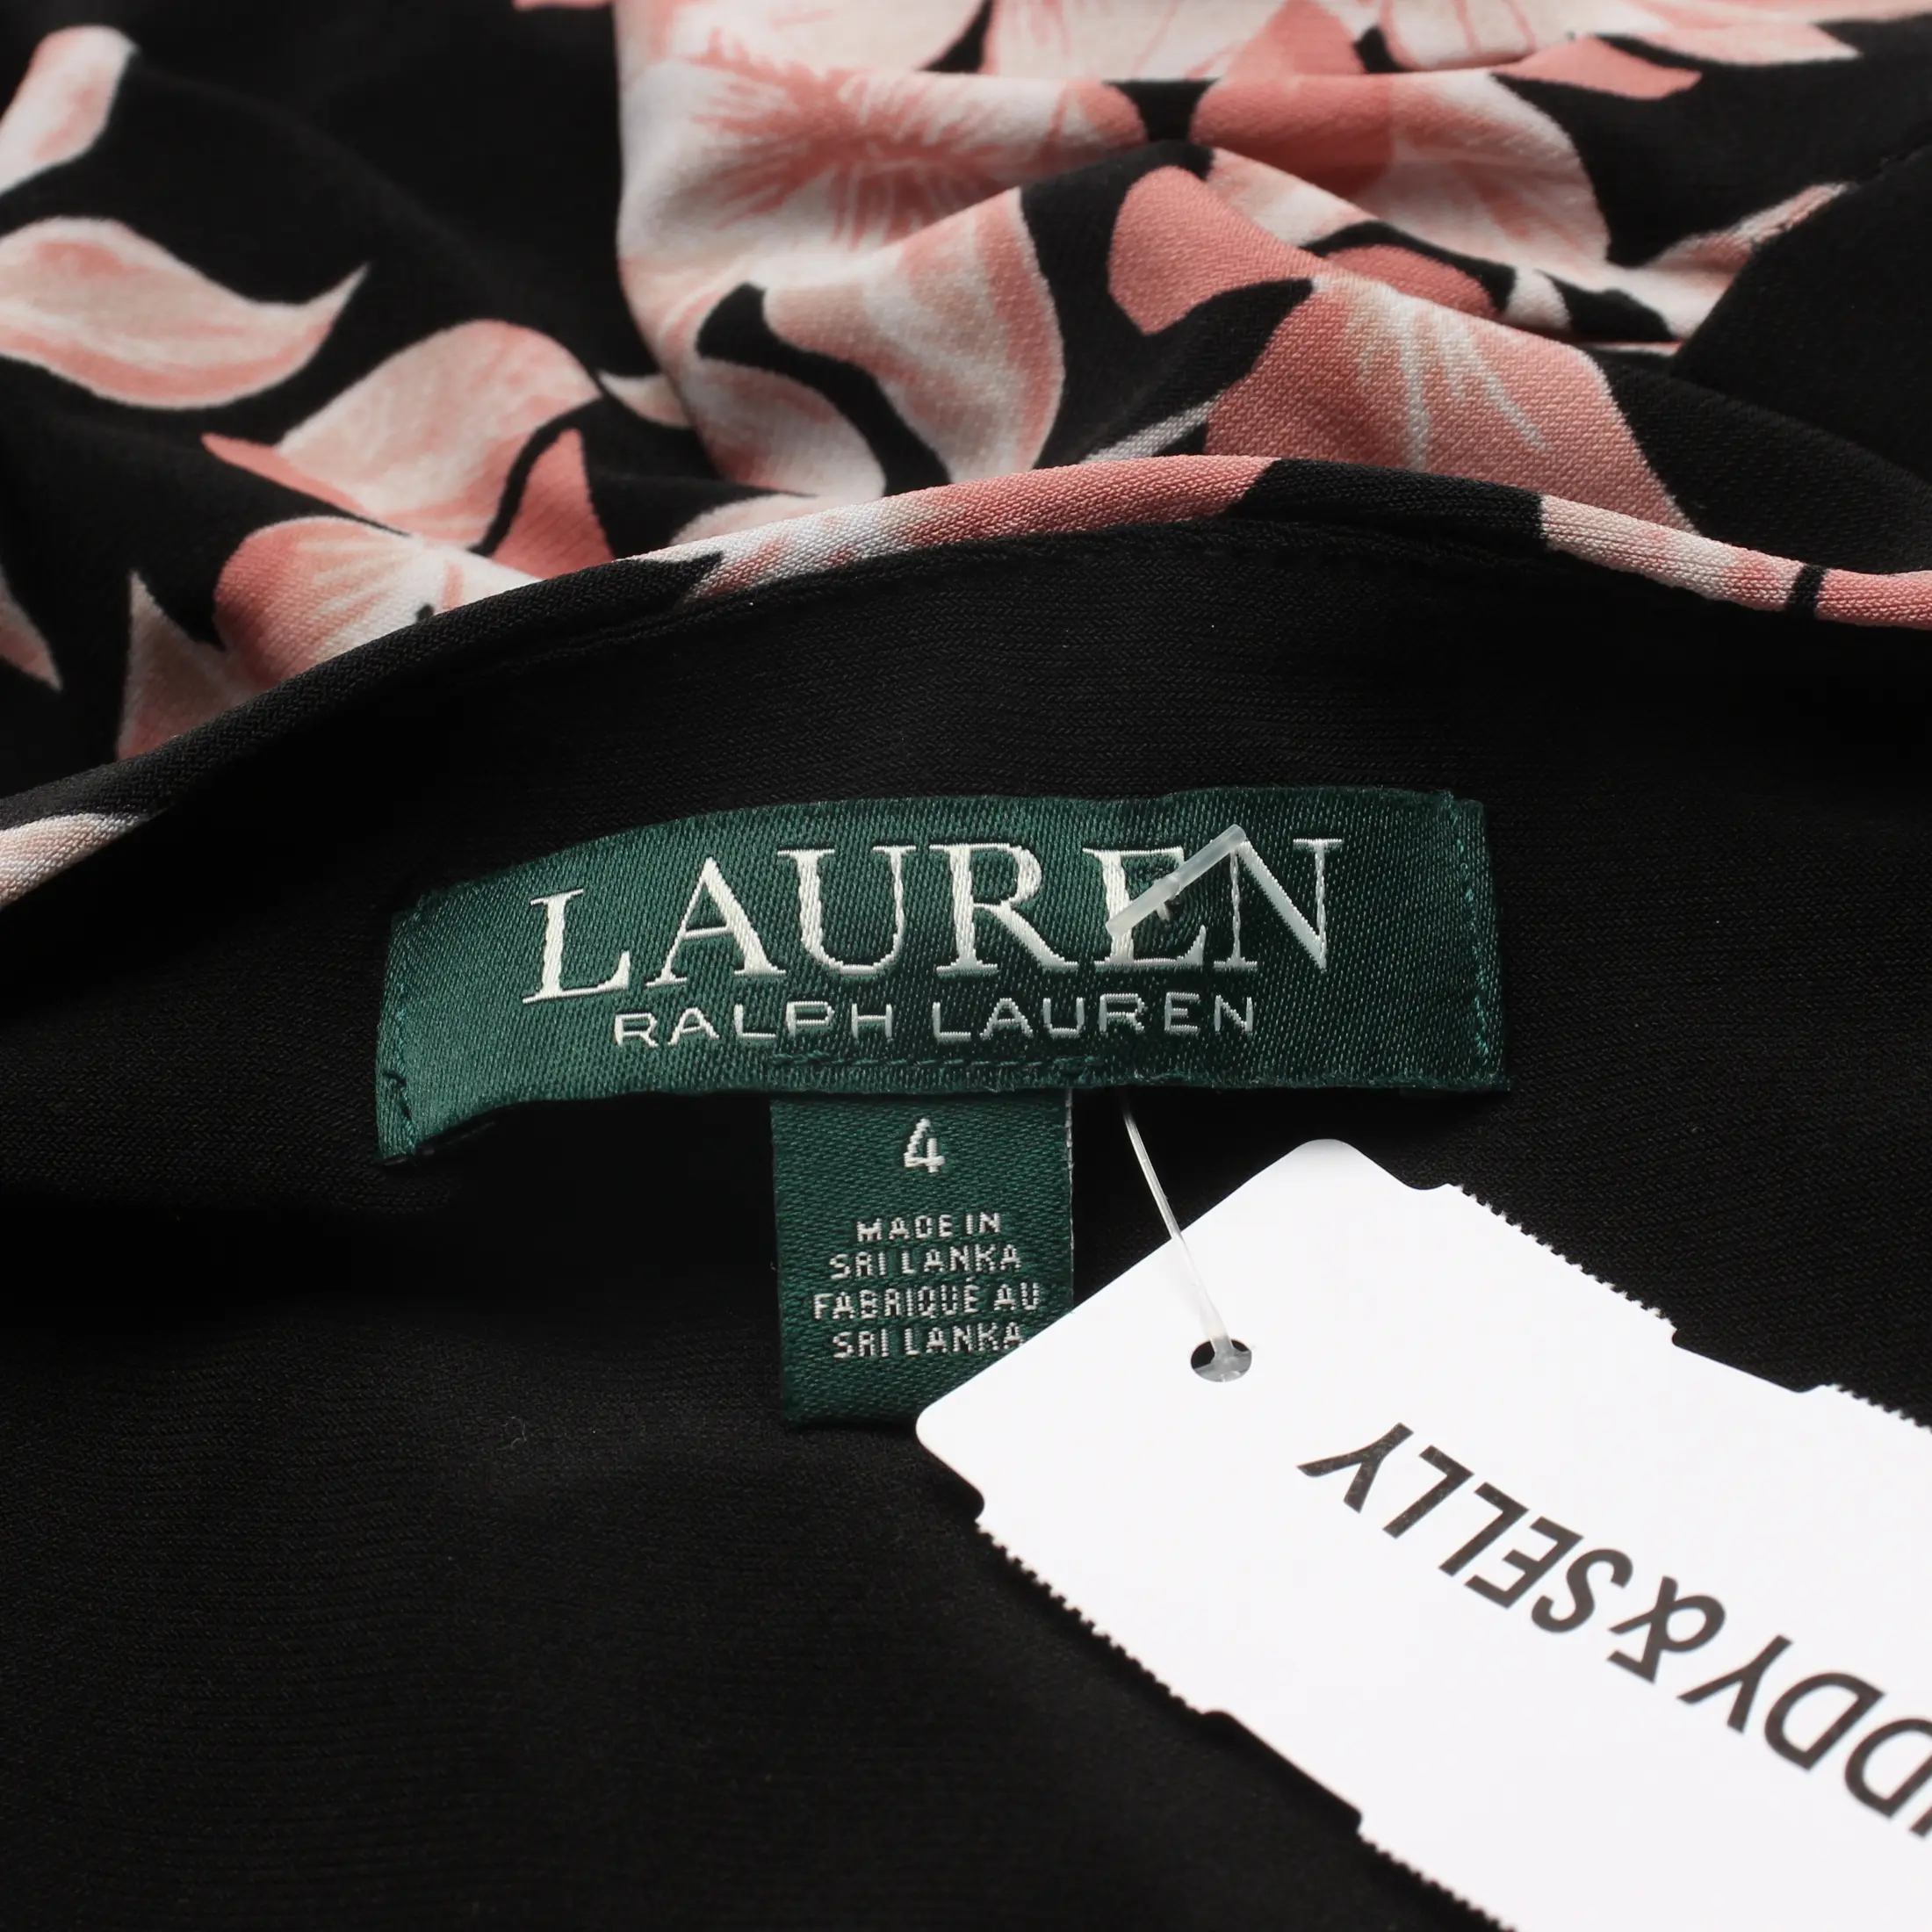 LAUREN
RALPH LAUREN
4
MADE IN
SRI LANKA
FABRIQUÉ AU
SRI LANKA
DDY&SELLY